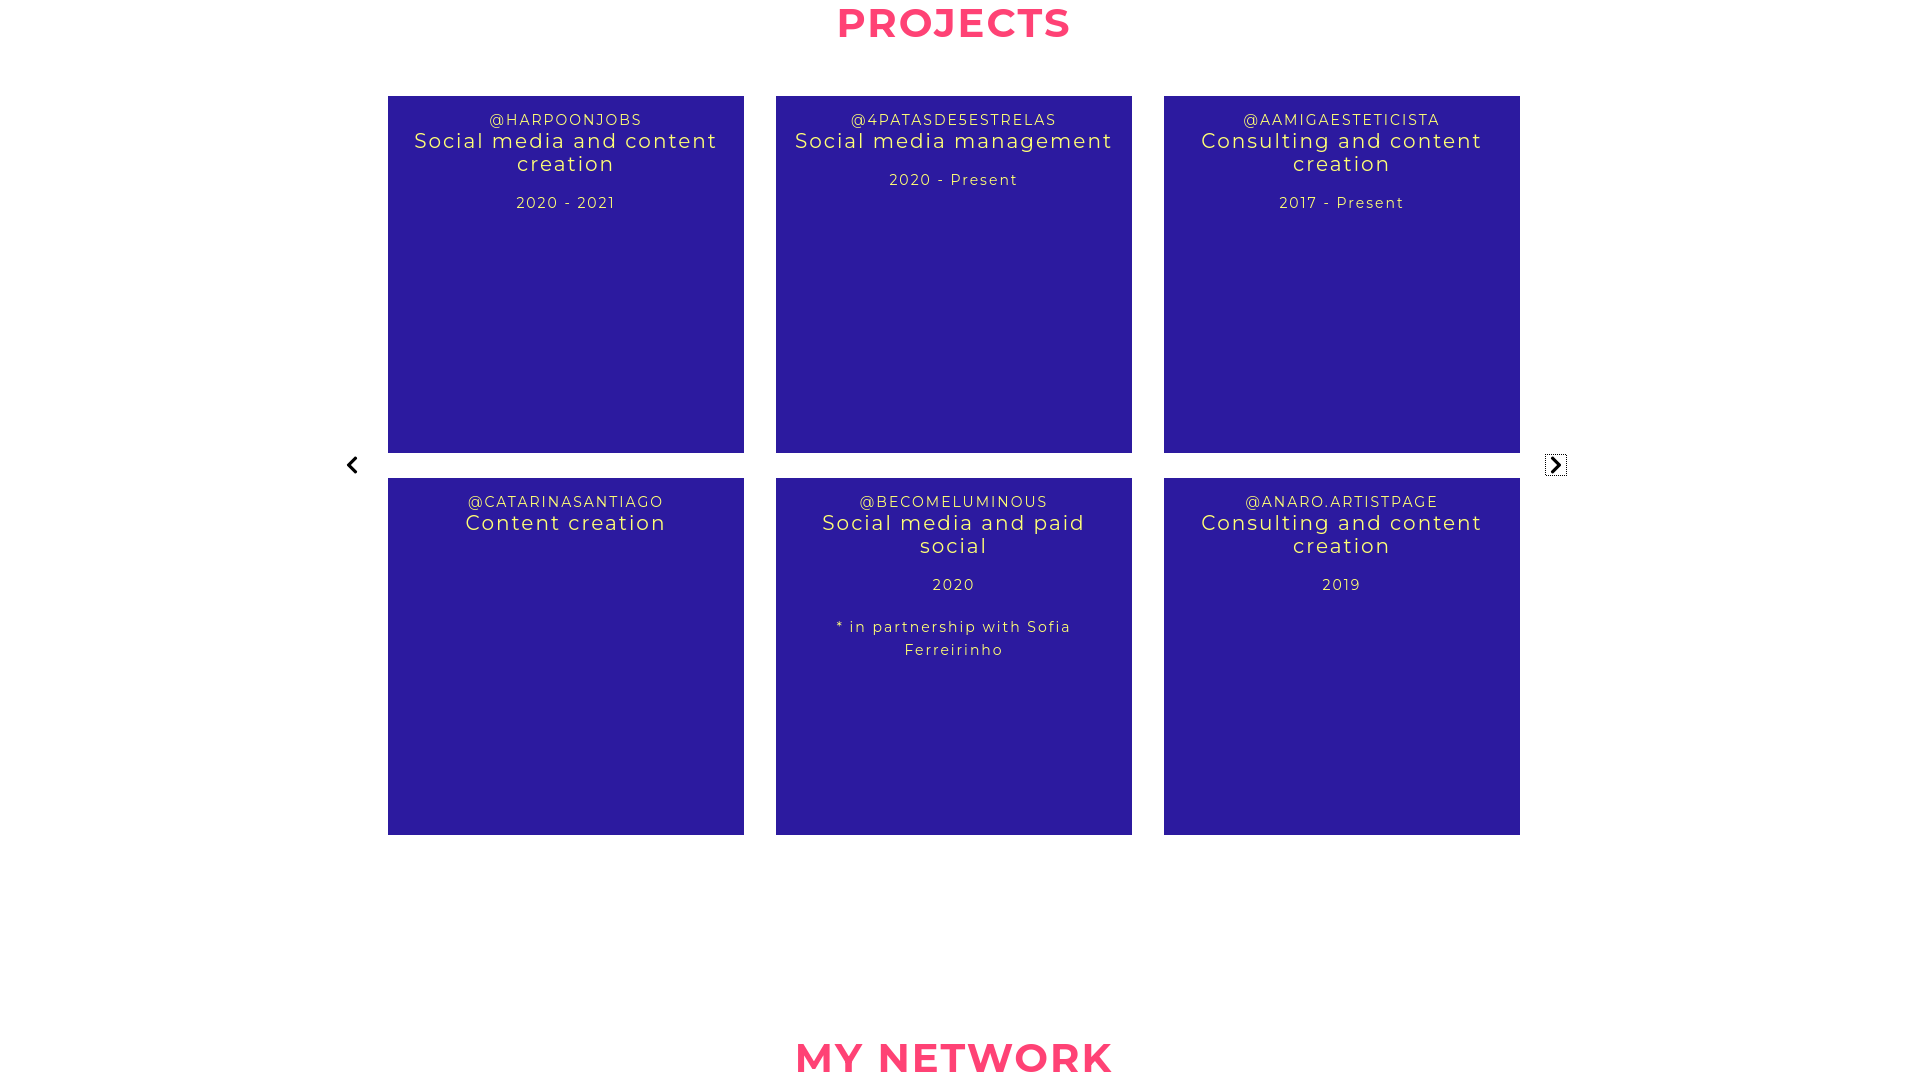 PROJECTS
@HARPOONJOBS
Social media and content
creation
2020 - 2021
@4PATASDE5ESTRELAS
Social media management
2020 - Present
@AAMIGAESTETICISTA
Consulting and content
creation
2017 - Present
@CATARINASANTIAGO
Content creation
@BECOMELUMINOUS
Social media and paid
social
2020
* in partnership with Sofia
Ferreirinho
@ANARO.ARTISTPAGE
Consulting and content
creation
2019
MY NETWORK